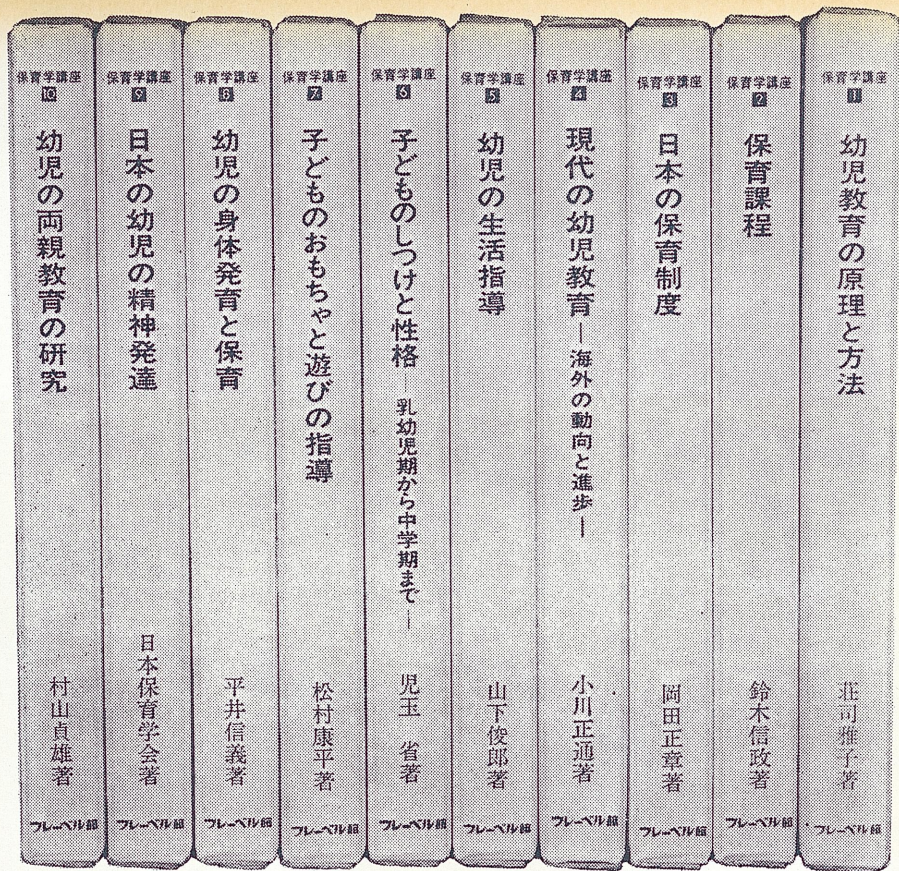 保育学講座
1
幼児教育の原理と方法
荘司雅子著
フレーベル館
保育学講座
2
保育課程
鈴木信政著
フレーベル館
保育学講座
3
日本の保育制度
岡田正章著
フレーベル館
保育学講座
4
現代の幼児教育―海外の動向と進歩―
小川正通著
フレーベル館
保育学講座
5
幼児の生活指導
山下俊郎著
フレーベル館
保育学講座
6
子どものしつけと性格―乳幼児期から中学期まで―
児玉 省著
フレーベル館
保育学講座
7
子どものおもちゃと遊びの指導
松村康平著
フレーベル館
保育学講座
8
幼児の身体発育と保育
平井信義著
フレーベル館
保育学講座
9
日本の幼児の精神発達
日本保育学会著
フレーベル館
保育学講座
10
幼児の両親教育の研究
村山貞雄著
フレーベル館